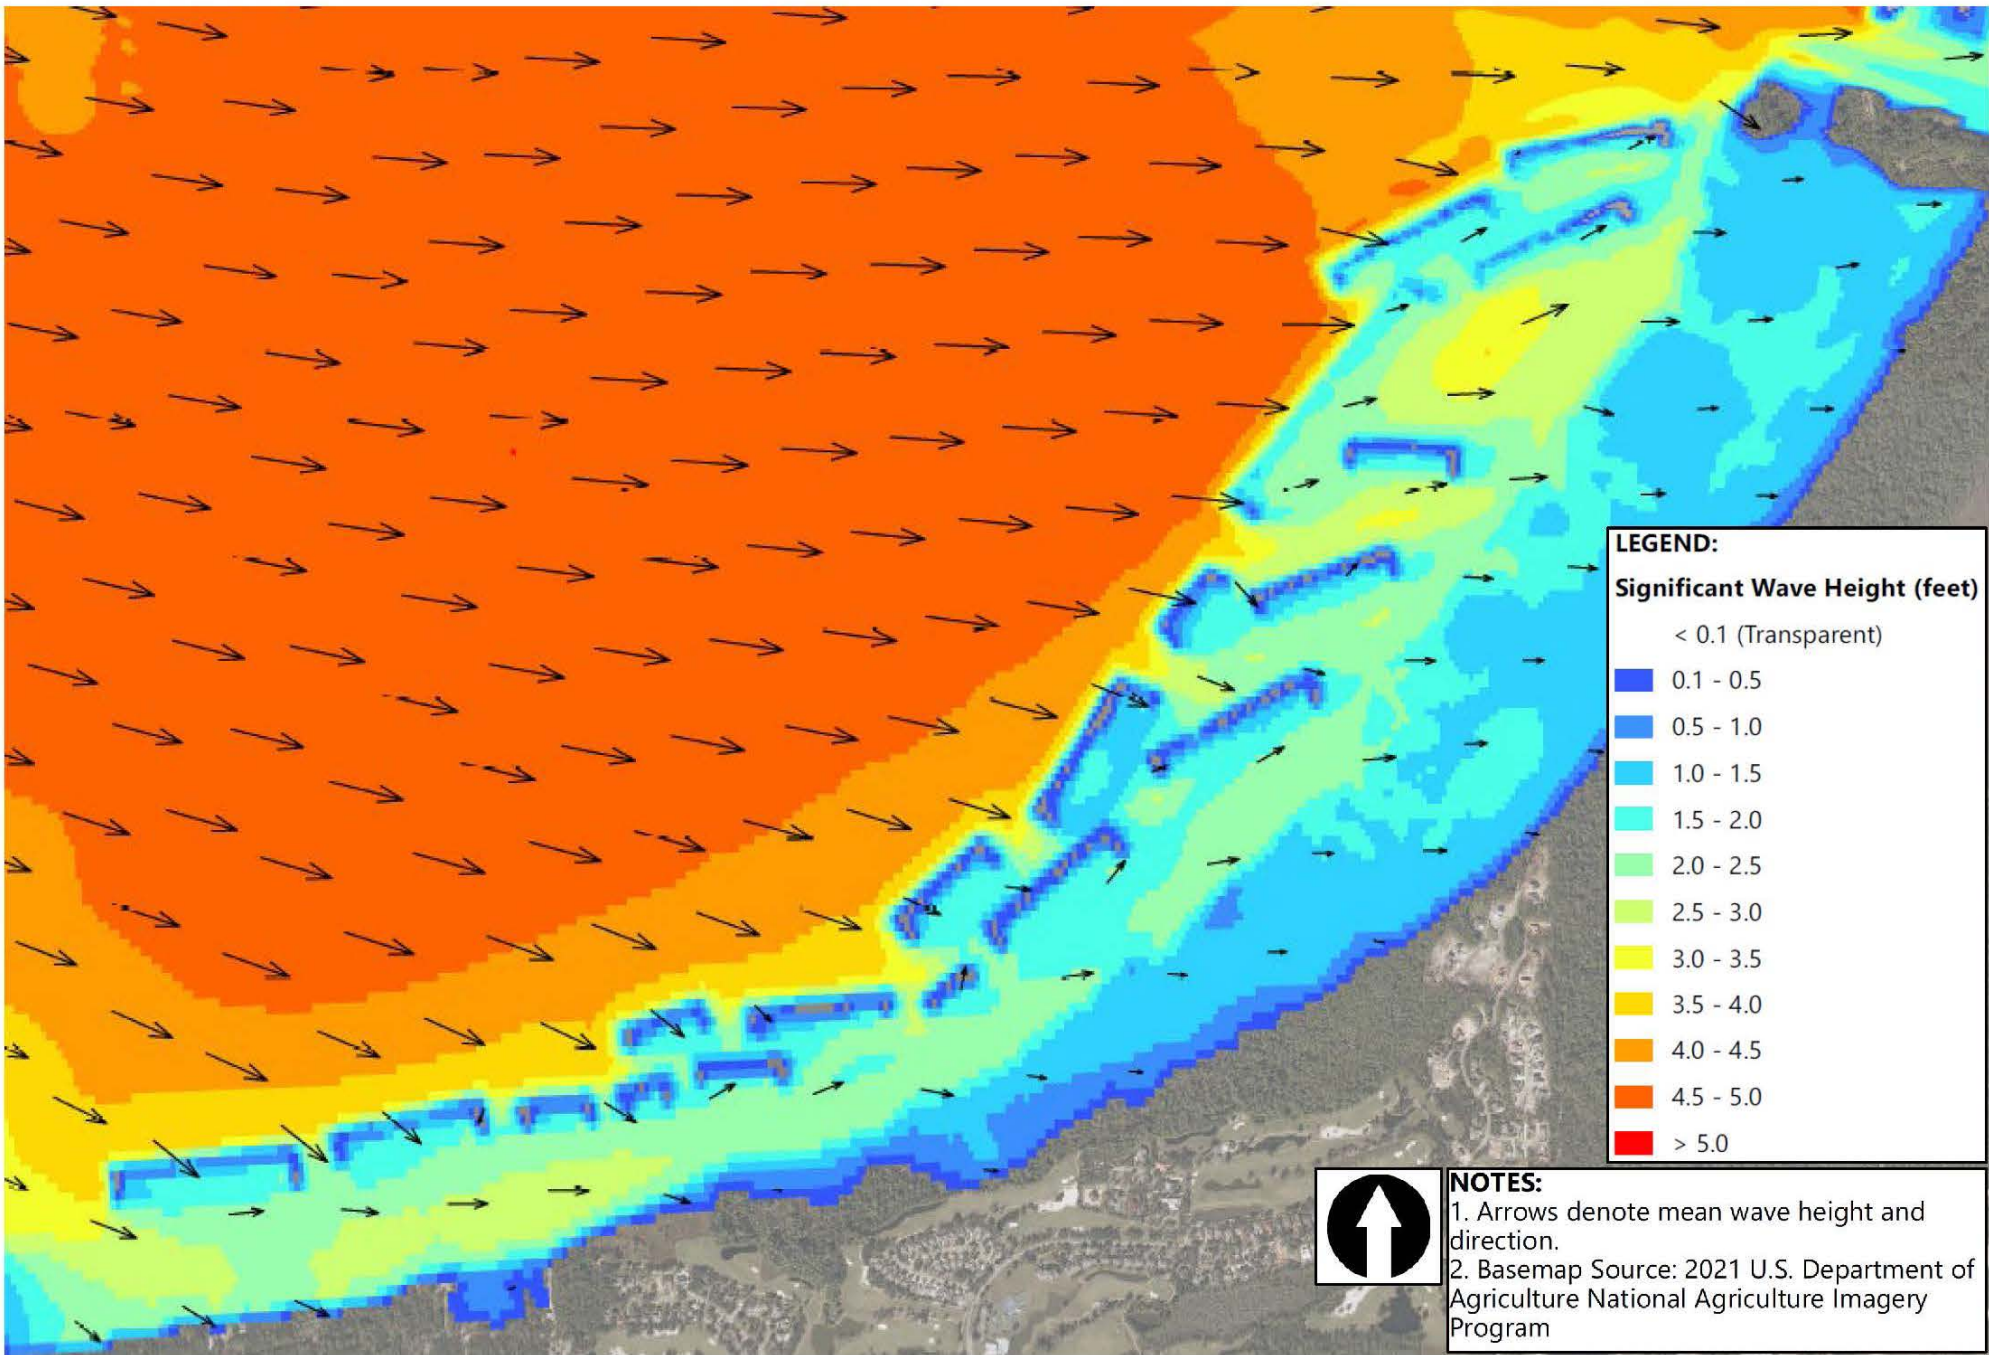 LEGEND:
Significant Wave Height (feet)
< 0.1 (Transparent)
0.1 - 0.5
0.5 - 1.0
1.0 - 1.5
1.5 - 2.0
2.0 - 2.5
2.5 - 3.0
3.0 - 3.5
3.5 - 4.0
4.0 - 4.5
4.5 - 5.0
> 5.0
NOTES:
1. Arrows denote mean wave height and
direction.
2. Basemap Source: 2021 U.S. Department of
Agriculture National Agriculture Imagery
Program